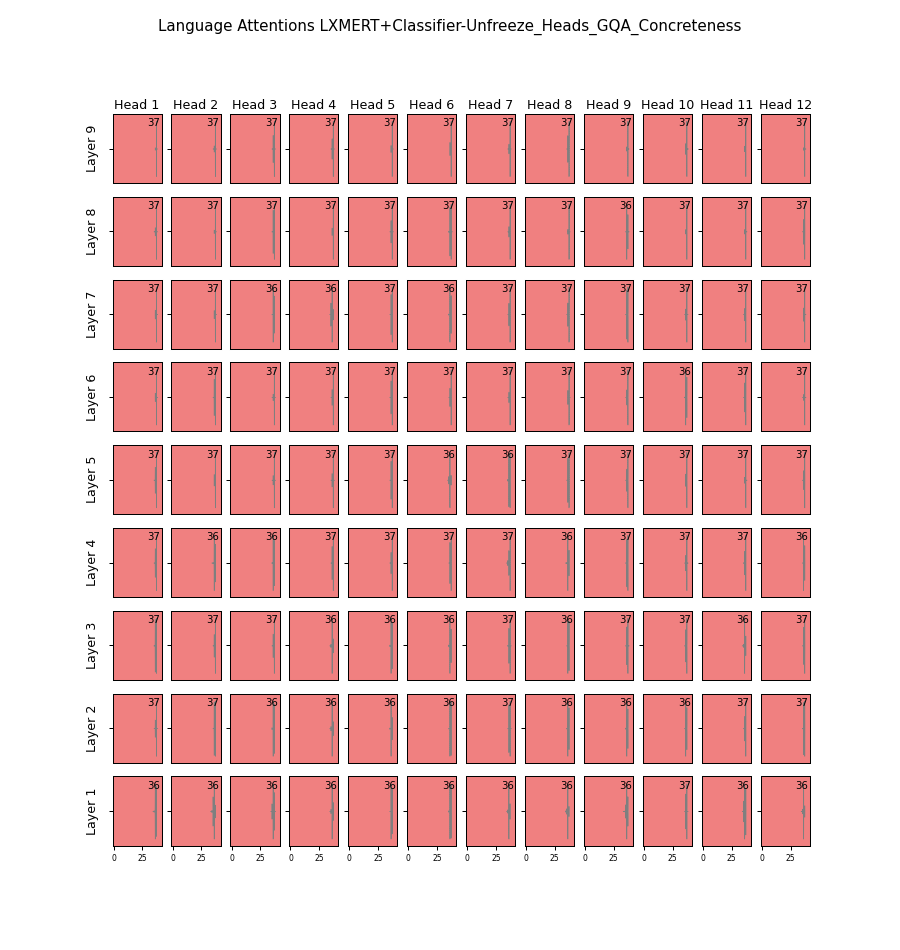 Language Attentions LXMERT+Classifier-Unfreeze_Heads_GQA_Concreteness
Head 1 Head 2 Head 3 Head 4 Head 5 Head 6 Head 7 Head 8 Head 9 Head 10 Head 11 Head 12
Layer 9 37 37 37 37 37 37 37 37 37 37 37 37
Layer 8 37 37 37 37 37 37 37 37 36 37 37 37
Layer 7 37 37 36 36 37 36 37 37 37 37 37 37
Layer 6 37 37 37 37 37 37 37 37 37 36 37 37
Layer 5 37 37 37 37 37 36 36 37 37 37 37 37
Layer 4 37 36 36 37 37 37 37 36 37 37 37 36
Layer 3 37 37 37 36 36 36 37 36 37 37 36 37
Layer 2 37 37 36 36 36 36 37 36 36 36 37 37
Layer 1 36 36 36 36 36 36 36 36 36 37 36 36
0 25 0 25 0 25 0 25 0 25 0 25 0 25 0 25 0 25 0 25 0 25 0 25